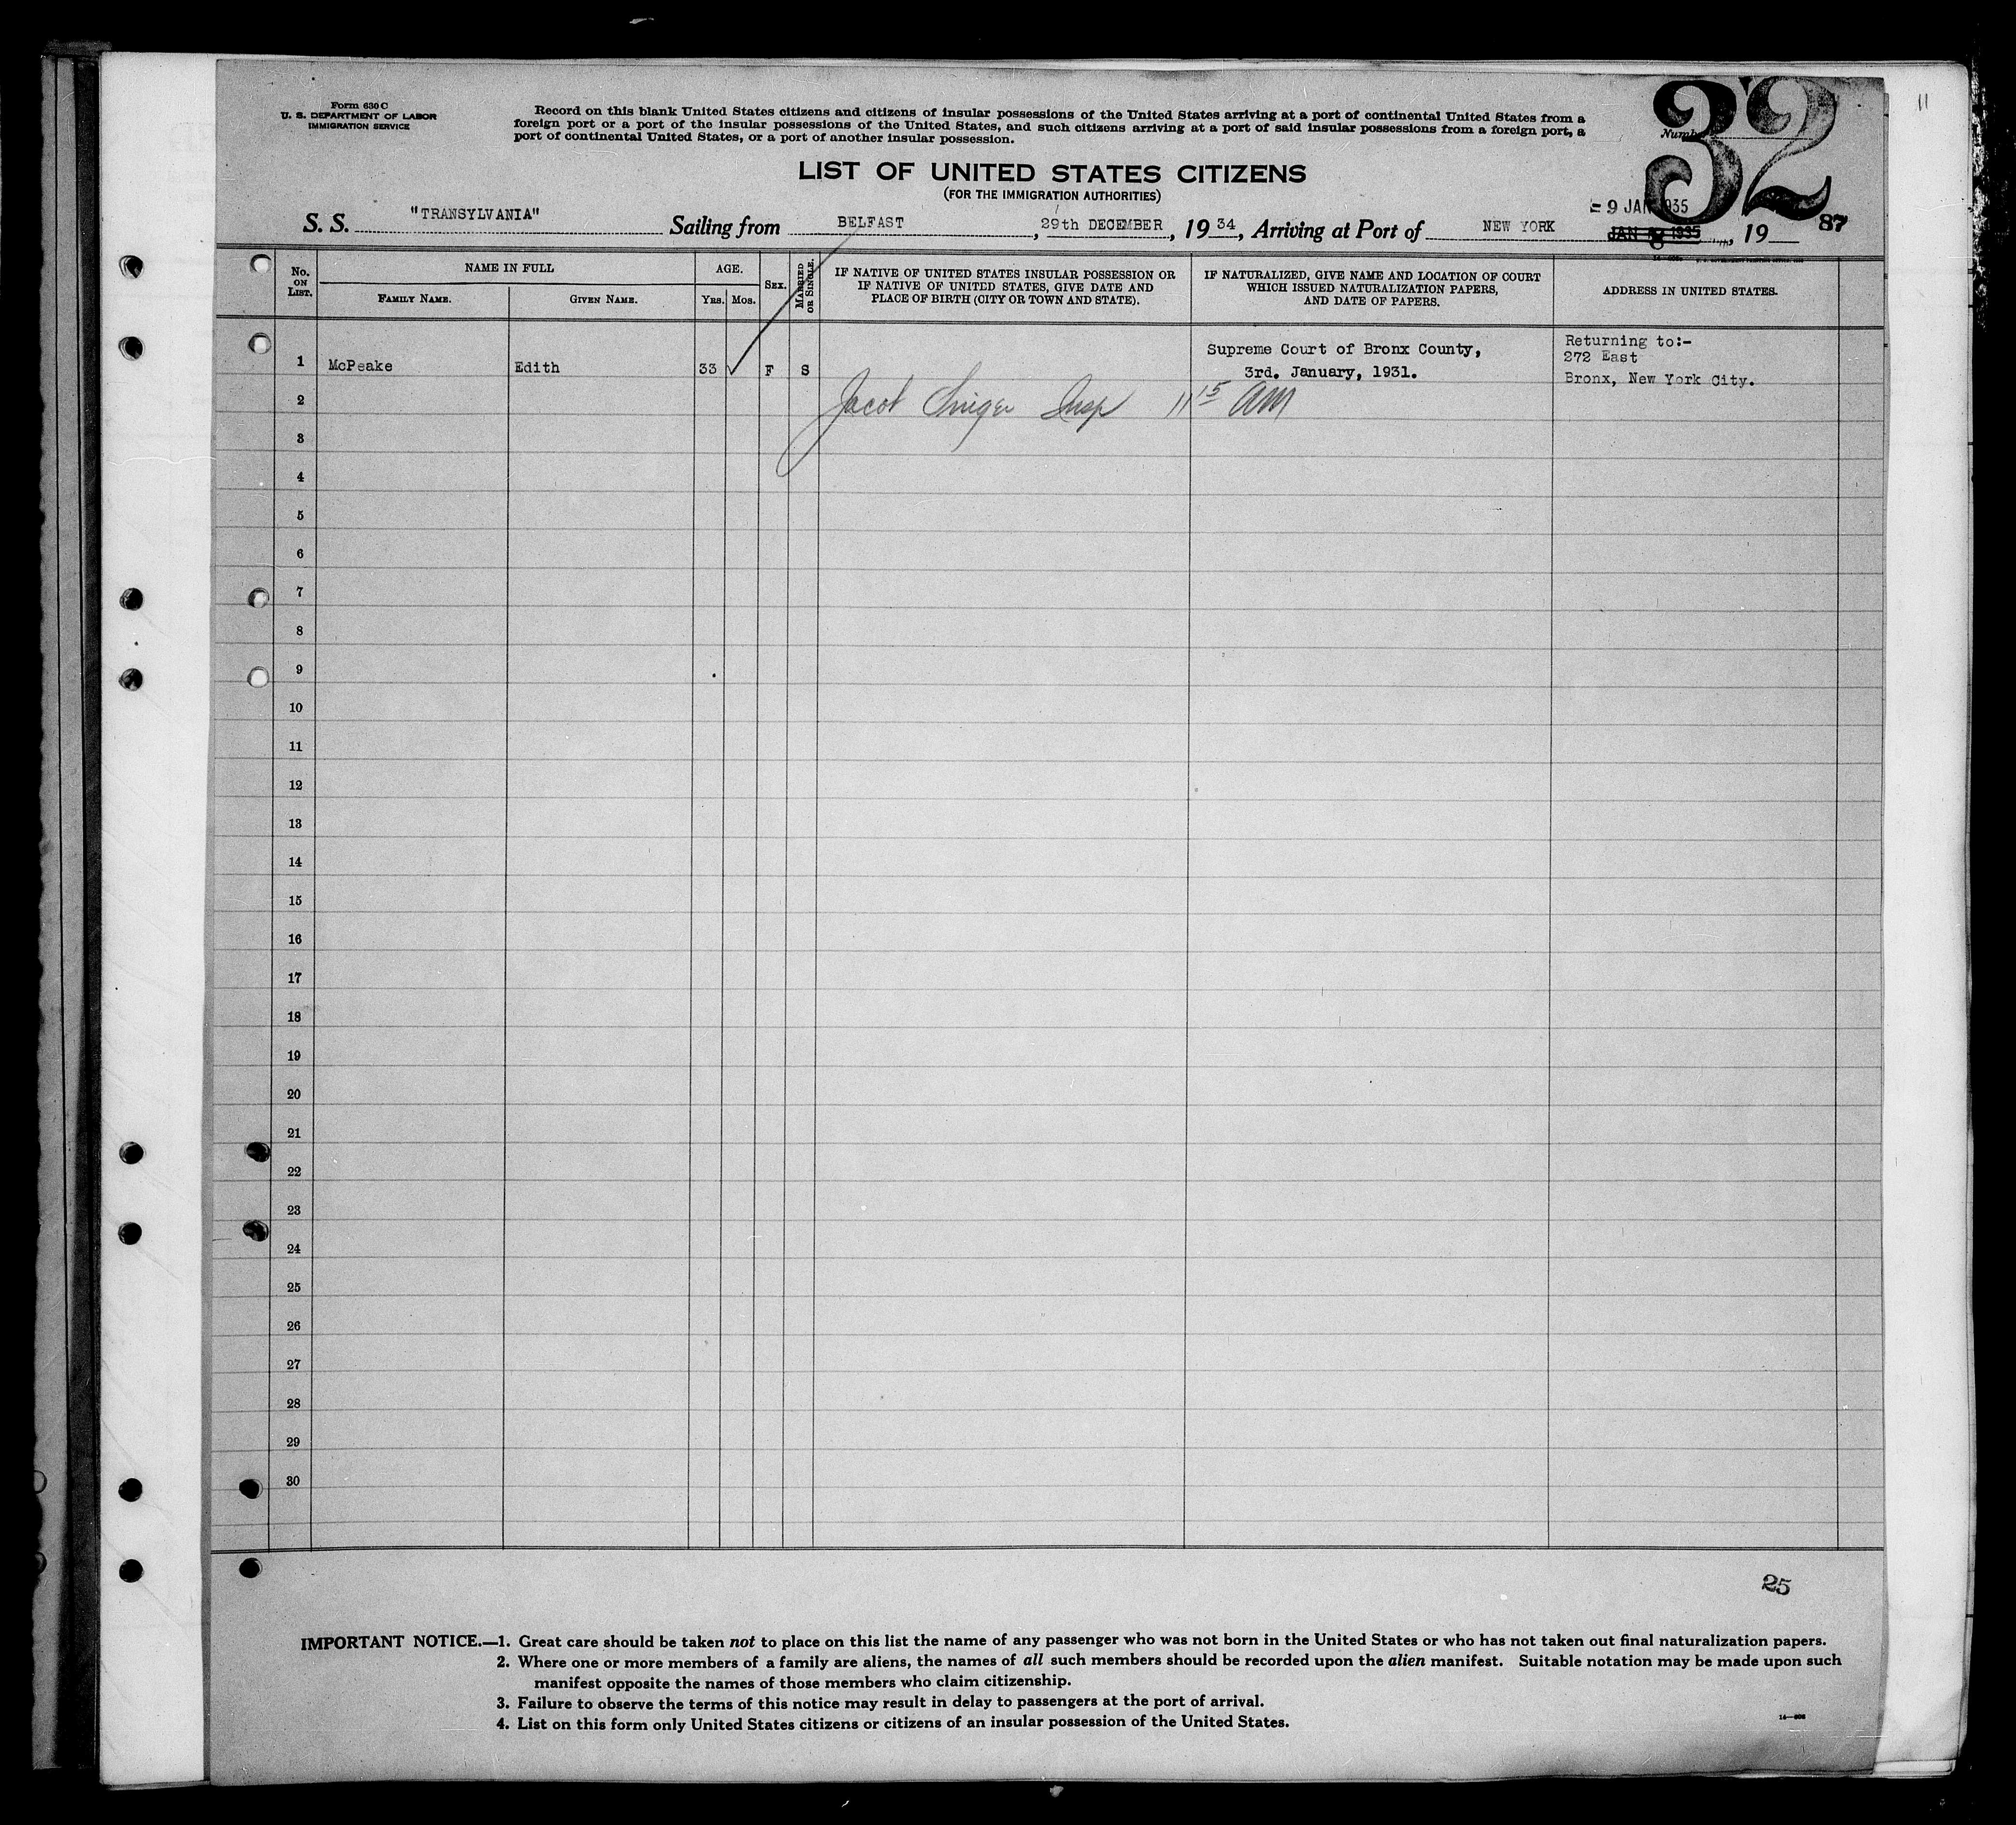 11
Form 630 C
U. S. DEPARTMENT OF LABOR
IMMIGRATION SERVICE
Record on this blank United States citizens and citizens of insular possessions of the United States arriving at a port of continental United States from a
foreign port or a port of the insular possessions of the United States, and such citizens arriving at a port of said insular possessions from a foreign port, a
port of continental United States, or a port of another insular possession.
32
LIST OF UNITED STATES CITIZENS
(FOR THE IMMIGRATION AUTHORITIES)
9 JAN 1935
S. S. "TRANSYLVANIA" Sailing from BELFAST, 29th DECEMBER, 1934, Arriving at Port of NEW YORK JAN 8 1935, 19 87
No. ON LIST.
NAME IN FULL
FAMILY NAME.
GIVEN NAME.
AGE.
YRS.
MOS.
SEX.
MARRIED OR SINGLE.
IF NATIVE OF UNITED STATES INSULAR POSSESSION OR
IF NATIVE OF UNITED STATES, GIVE DATE AND
PLACE OF BIRTH (CITY OR TOWN AND STATE).
IF NATURALIZED, GIVE NAME AND LOCATION OF COURT
WHICH ISSUED NATURALIZATION PAPERS,
AND DATE OF PAPERS.
ADDRESS IN UNITED STATES.
1 McPeake Edith 33 F S
Supreme Court of Bronx County,
3rd. January, 1931.
Returning to:-
272 East
Bronx, New York City.
2 Insp 11 15 AM
3
4
5
6
7
8
9
10
11
12
13
14
15
16
17
18
19
20
21
22
23
24
25
26
27
28
29
30
25
IMPORTANT NOTICE.—1. Great care should be taken not to place on this list the name of any passenger who was not born in the United States or who has not taken out final naturalization papers.
2. Where one or more members of a family are aliens, the names of all such members should be recorded upon the alien manifest. Suitable notation may be made upon such
manifest opposite the names of those members who claim citizenship.
3. Failure to observe the terms of this notice may result in delay to passengers at the port of arrival.
4. List on this form only United States citizens or citizens of an insular possession of the United States.